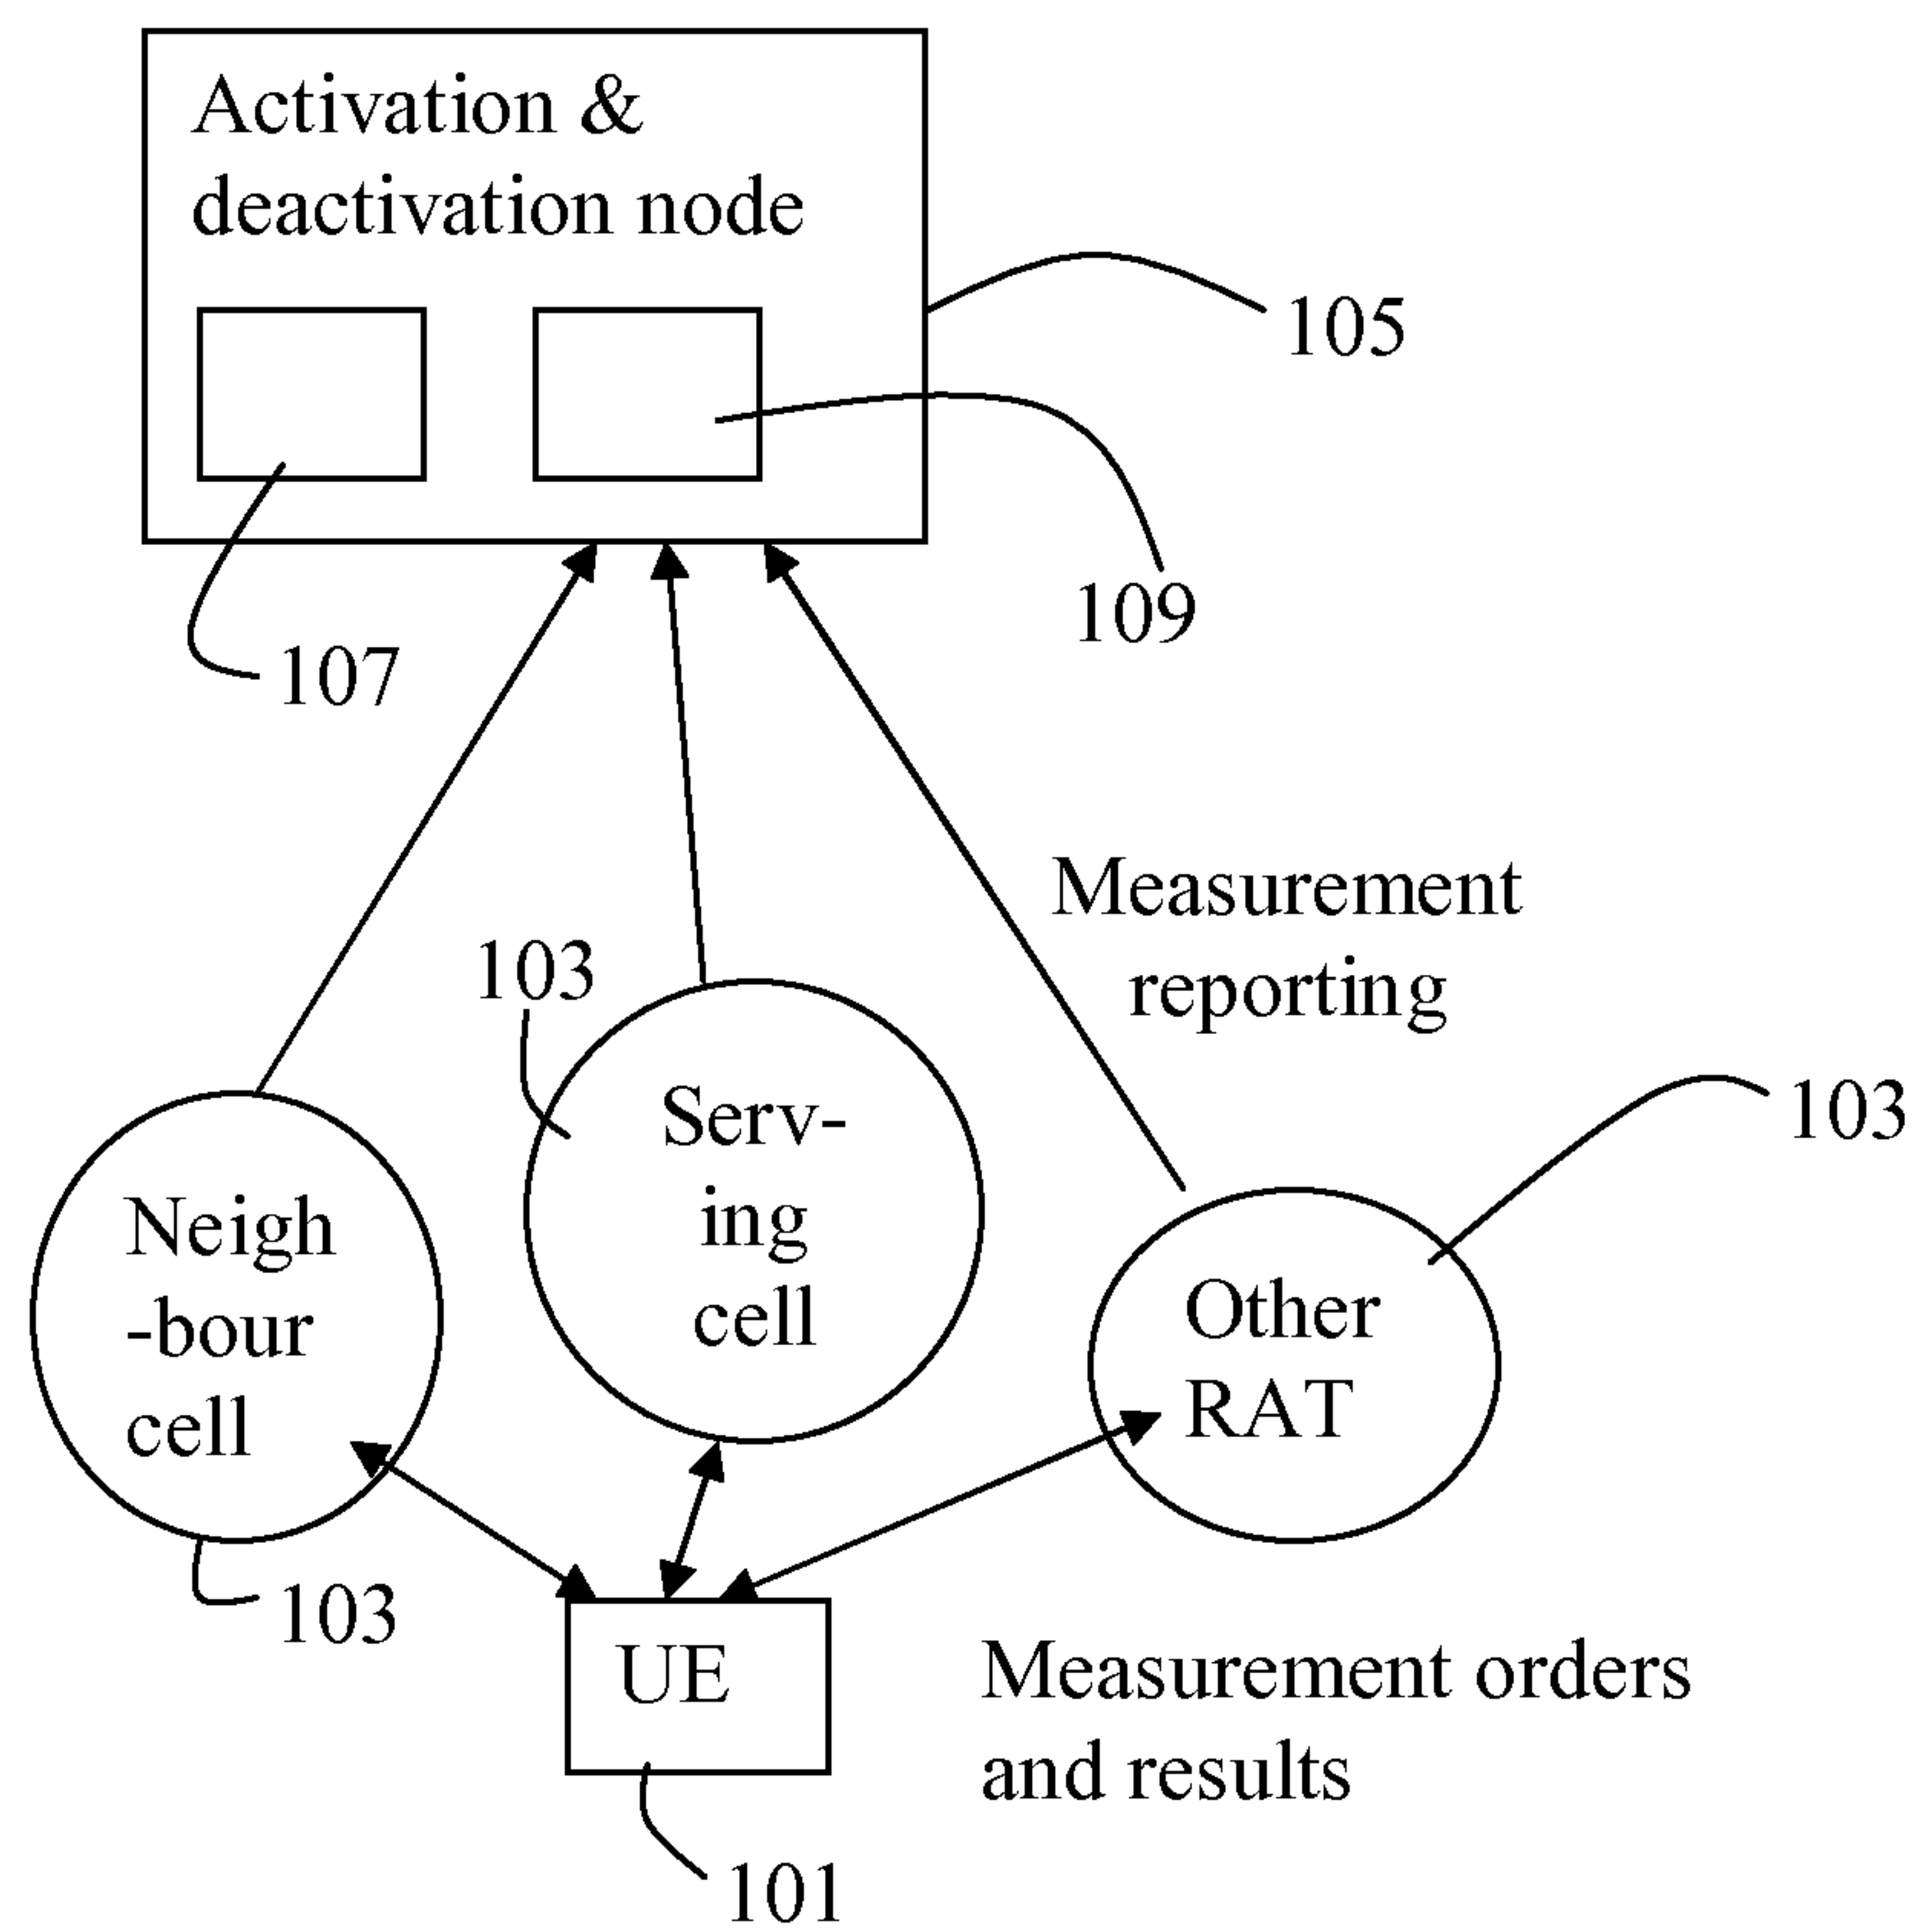 Activation &
deactivation node
105
109
107
Measurement
reporting
103
103
Serv-
ing
cell
Neigh
-bour
cell
Other
RAT
103
UE
Measurement orders
and results
101